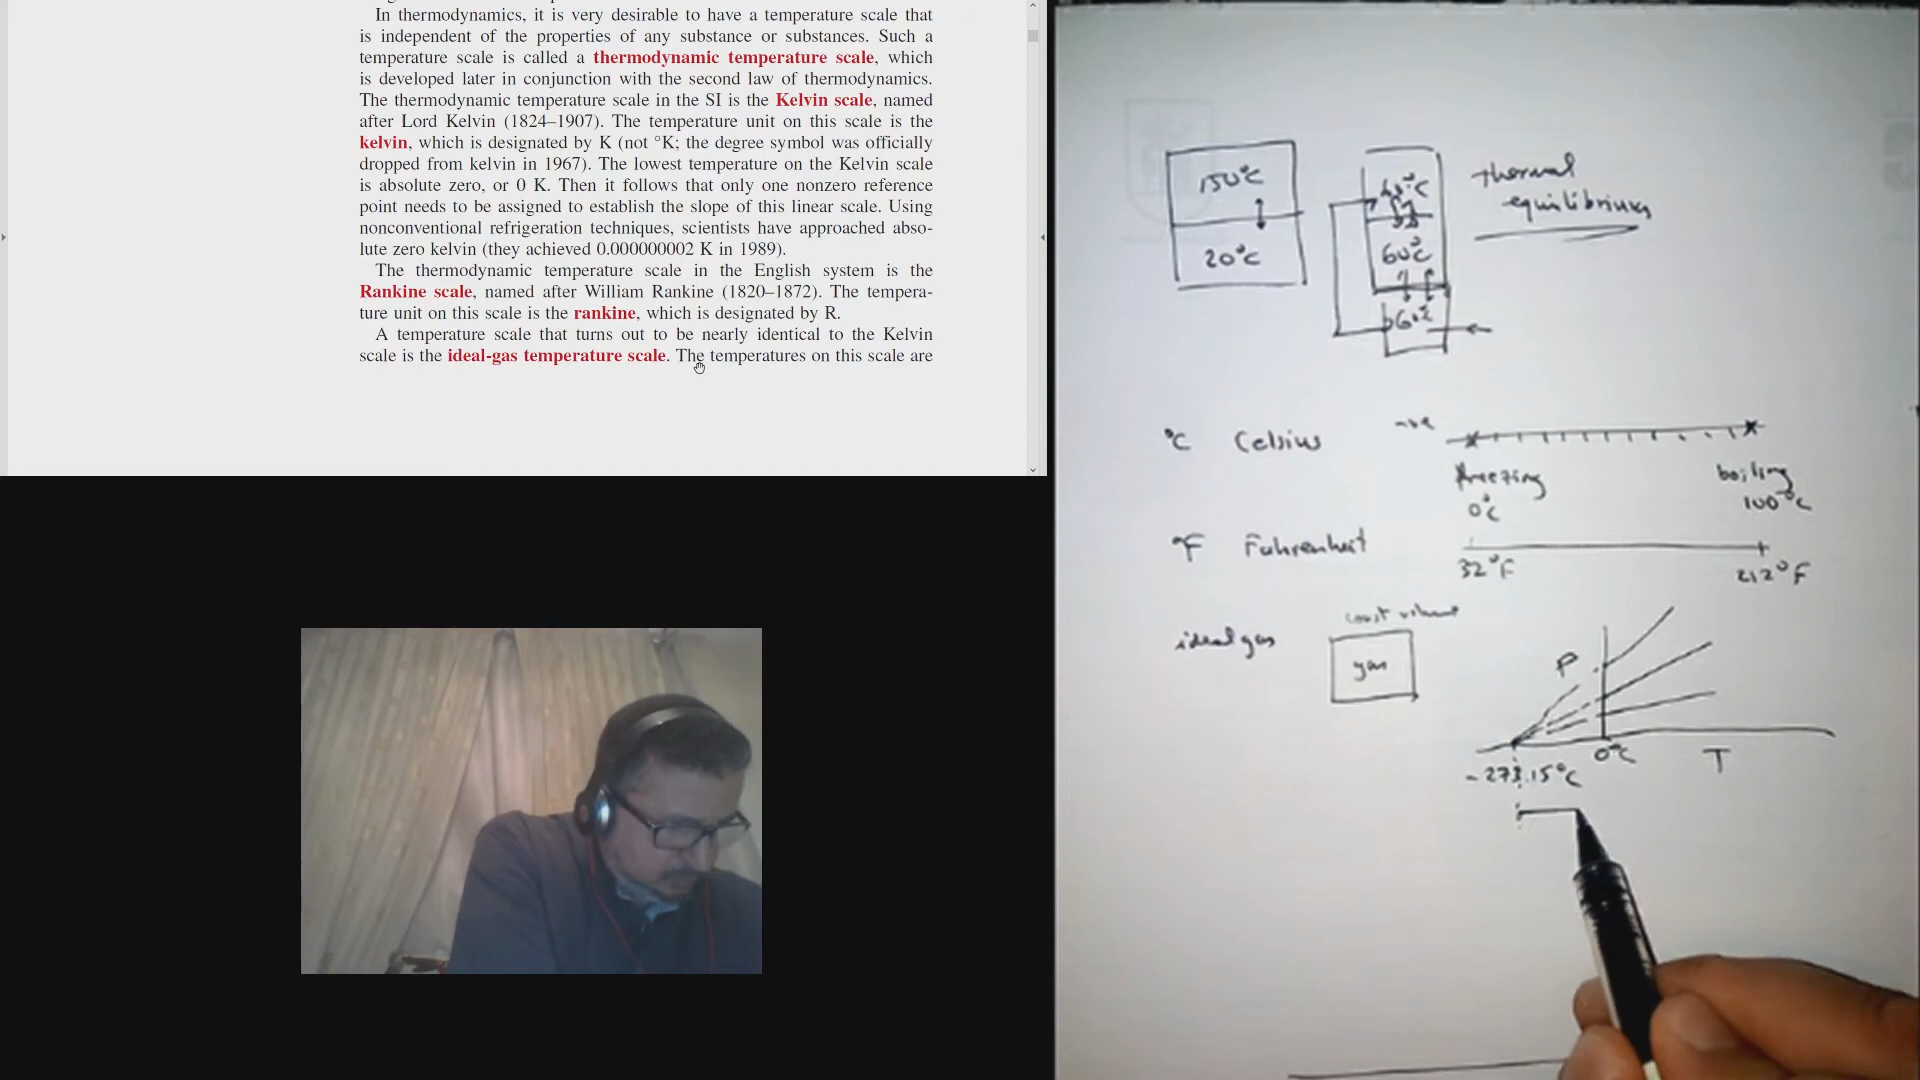 In thermodynamics, it is very desirable to have a temperature scale that
is independent of the properties of any substance or substances. Such a
temperature scale is called a thermodynamic temperature scale, which
is developed later in conjunction with the second law of thermodynamics.
The thermodynamic temperature scale in the SI is the Kelvin scale, named
after Lord Kelvin (1824–1907). The temperature unit on this scale is the
kelvin, which is designated by K (not °K; the degree symbol was officially
dropped from kelvin in 1967). The lowest temperature on the Kelvin scale
is absolute zero, or 0 K. Then it follows that only one nonzero reference
point needs to be assigned to establish the slope of this linear scale. Using
nonconventional refrigeration techniques, scientists have approached abso-
lute zero kelvin (they achieved 0.000000002 K in 1989).
The thermodynamic temperature scale in the English system is the
Rankine scale, named after William Rankine (1820–1872). The tempera-
ture unit on this scale is the rankine, which is designated by R.
A temperature scale that turns out to be nearly identical to the Kelvin
scale is the ideal-gas temperature scale. The temperatures on this scale are
150°C
20°C
60°C
60°C
thermal
equilibrium
°C Celsius -ve
freezing boiling
0°C 100°C
°F Fahrenheit
32°F 212°F
const volume
ideal gas gas P
0°C T
-273.15°C